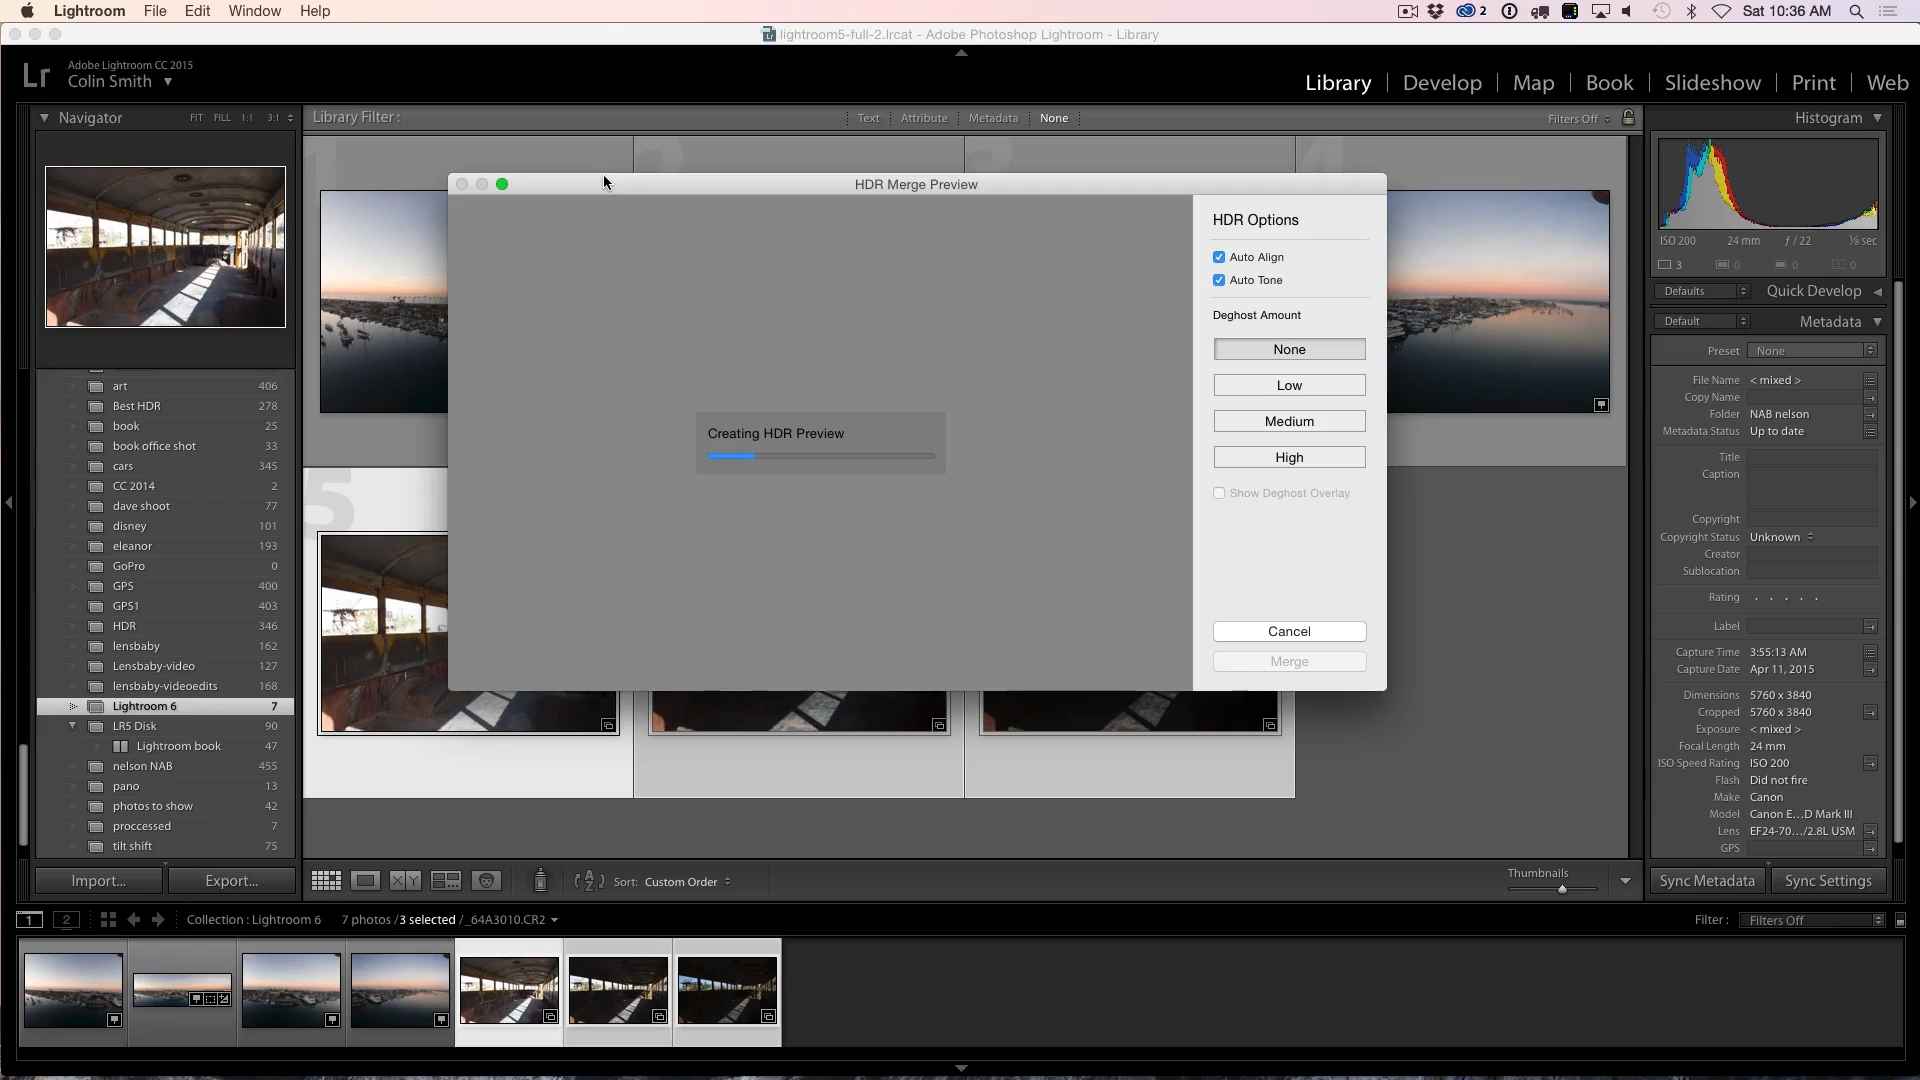 Lightroom File Edit Window Help
2
Sat 10:36 AM
lightroom5-full-2.lrcat - Adobe Photoshop Lightroom - Library
Lr
Adobe Lightroom CC 2015
Colin Smith
Library | Develop | Map | Book | Slideshow | Print | Web
Navigator FIT FILL 1:1 3:1
Library Filter : Text Attribute Metadata None Filters Off
Histogram
ISO 200 24 mm ƒ / 22 ⅛ sec
3 0 0 0
Defaults Quick Develop
Default Metadata
Preset None
File Name < mixed >
Copy Name
Folder NAB nelson
Metadata Status Up to date
Title
Caption
Copyright
Copyright Status Unknown
Creator
Sublocation
Rating . . . . .
Label
Capture Time 3:55:13 AM
Capture Date Apr 11, 2015
Dimensions 5760 x 3840
Cropped 5760 x 3840
Exposure < mixed >
Focal Length 24 mm
ISO Speed Rating ISO 200
Flash Did not fire
Make Canon
Model Canon E...D Mark III
Lens EF24-70.../2.8L USM
GPS
Sync Metadata Sync Settings
art 406
Best HDR 278
book 25
book office shot 33
cars 345
CC 2014 2
dave shoot 77
disney 101
eleanor 193
GoPro 0
GPS 400
GPS1 403
HDR 346
lensbaby 162
Lensbaby-video 127
lensbaby-videoedits 168
Lightroom 6 7
LR5 Disk 90
Lightroom book 47
nelson NAB 455
pano 13
photos to show 42
proccessed 7
tilt shift 75
Import... Export...
5
HDR Merge Preview
Creating HDR Preview
HDR Options
Auto Align
Auto Tone
Deghost Amount
None
Low
Medium
High
Show Deghost Overlay
Cancel
Merge
Sort: Custom Order
Thumbnails
1 2 Collection : Lightroom 6 7 photos /3 selected /_64A3010.CR2
Filter : Filters Off